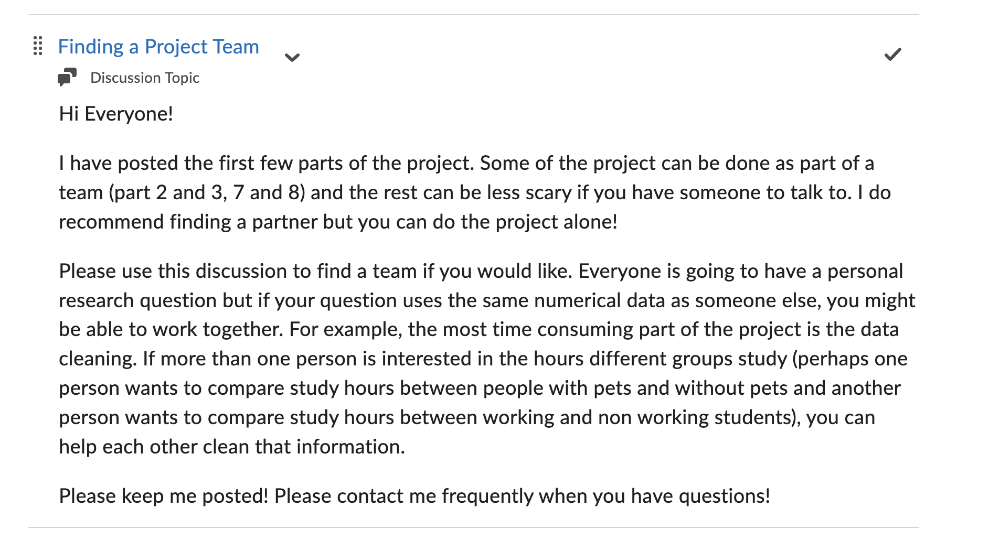 Finding a Project Team
Discussion Topic
Hi Everyone!
I have posted the first few parts of the project. Some of the project can be done as part of a
team (part 2 and 3, 7 and 8) and the rest can be less scary if you have someone to talk to. I do
recommend finding a partner but you can do the project alone!
Please use this discussion to find a team if you would like. Everyone is going to have a personal
research question but if your question uses the same numerical data as someone else, you might
be able to work together. For example, the most time consuming part of the project is the data
cleaning. If more than one person is interested in the hours different groups study (perhaps one
person wants to compare study hours between people with pets and without pets and another
person wants to compare study hours between working and non working students), you can
help each other clean that information.
Please keep me posted! Please contact me frequently when you have questions!